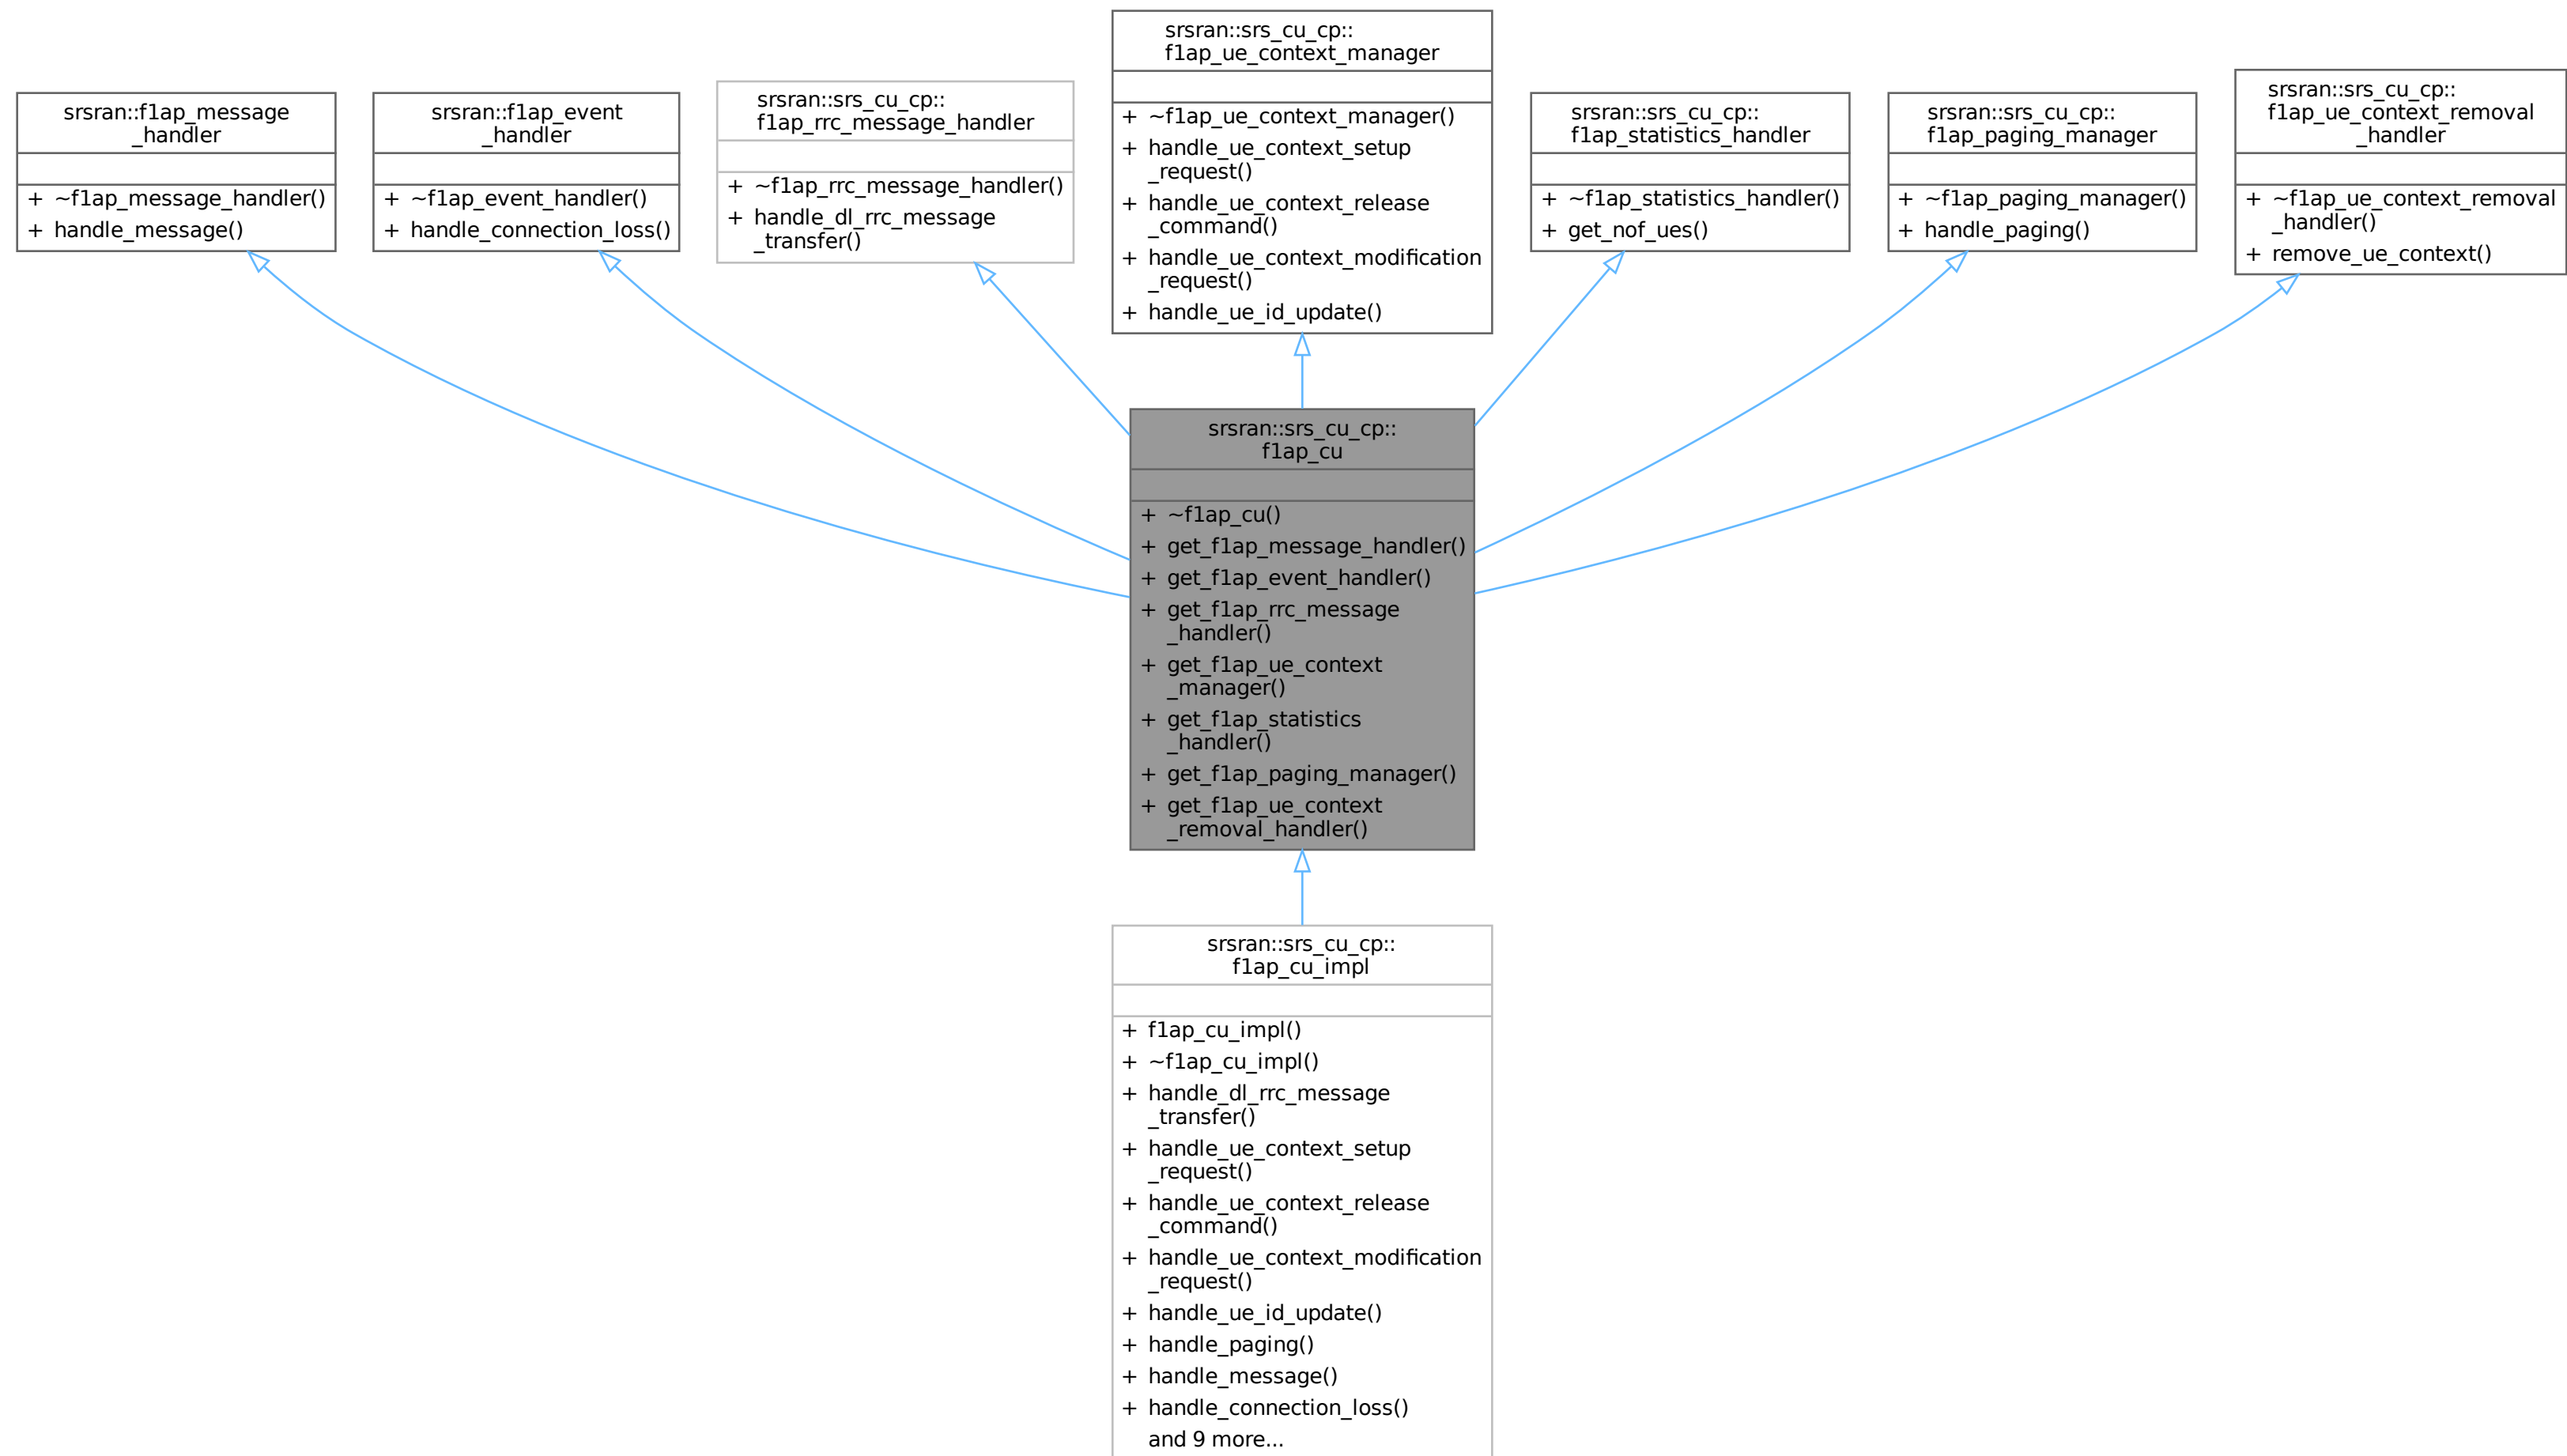 srsran::f1ap_message
_handler
+ ~f1ap_message_handler()
+ handle_message()
srsran::f1ap_event
_handler
+ ~f1ap_event_handler()
+ handle_connection_loss()
srsran::srs_cu_cp::
f1ap_rrc_message_handler
+ ~f1ap_rrc_message_handler()
+ handle_dl_rrc_message
_transfer()
srsran::srs_cu_cp::
f1ap_ue_context_manager
+ ~f1ap_ue_context_manager()
+ handle_ue_context_setup
_request()
+ handle_ue_context_release
_command()
+ handle_ue_context_modification
_request()
+ handle_ue_id_update()
srsran::srs_cu_cp::
f1ap_statistics_handler
+ ~f1ap_statistics_handler()
+ get_nof_ues()
srsran::srs_cu_cp::
f1ap_paging_manager
+ ~f1ap_paging_manager()
+ handle_paging()
srsran::srs_cu_cp::
f1ap_ue_context_removal
_handler
+ ~f1ap_ue_context_removal
_handler()
+ remove_ue_context()
srsran::srs_cu_cp::
f1ap_cu
+ ~f1ap_cu()
+ get_f1ap_message_handler()
+ get_f1ap_event_handler()
+ get_f1ap_rrc_message
_handler()
+ get_f1ap_ue_context
_manager()
+ get_f1ap_statistics
_handler()
+ get_f1ap_paging_manager()
+ get_f1ap_ue_context
_removal_handler()
srsran::srs_cu_cp::
f1ap_cu_impl
+ f1ap_cu_impl()
+ ~f1ap_cu_impl()
+ handle_dl_rrc_message
_transfer()
+ handle_ue_context_setup
_request()
+ handle_ue_context_release
_command()
+ handle_ue_context_modification
_request()
+ handle_ue_id_update()
+ handle_paging()
+ handle_message()
+ handle_connection_loss()
and 9 more...